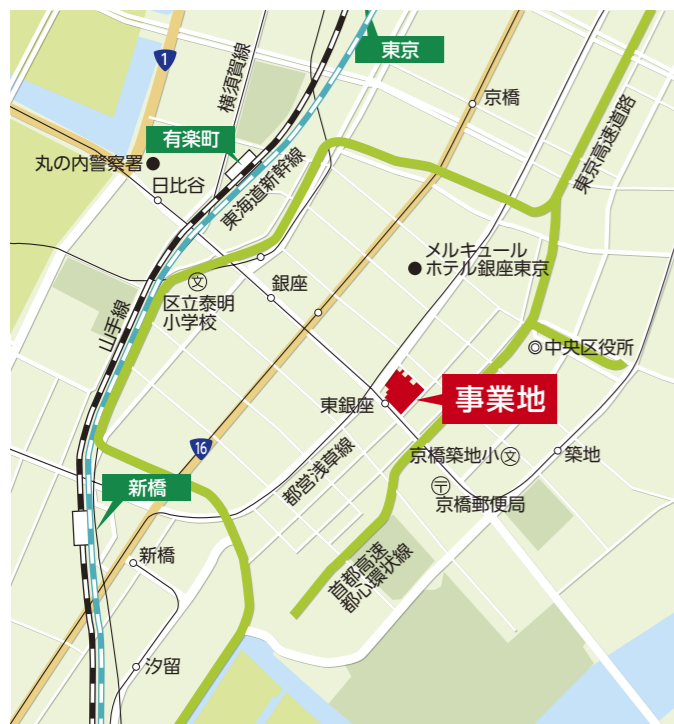 東京
1
横須賀線
京橋
有楽町
丸の内警察署
東京高速道路
日比谷
東海道新幹線
メルキュール
ホテル銀座東京
文
区立泰明
小学校
銀座
山手線
中央区役所
事業地
東銀座
16
都営浅草線
京橋築地小
文
築地
新橋
〒
京橋郵便局
新橋
首都高速
都心環状線
汐留